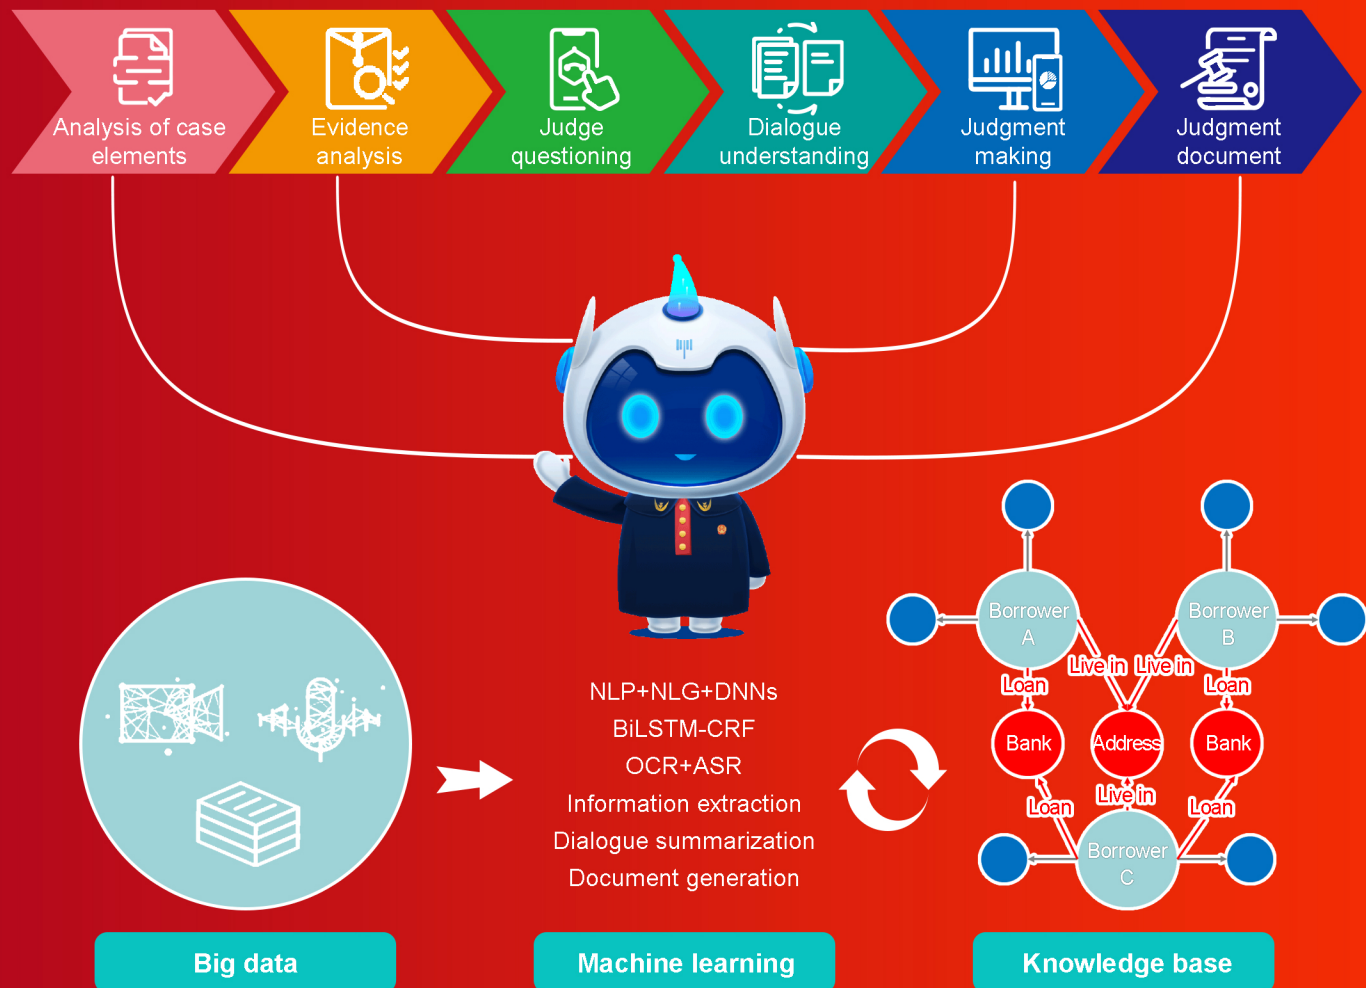 Analysis of case
elements
Evidence
analysis
Judge
questioning
Dialogue
understanding
Judgment
making
Judgment
document
NLP+NLG+DNNs
BiLSTM-CRF
OCR+ASR
Information extraction
Dialogue summarization
Document generation
Borrower
A
Borrower
B
Live in
Live in
Loan
Loan
Bank
Address
Bank
Loan
Live in
Loan
Borrower
C
Big data
Machine learning
Knowledge base